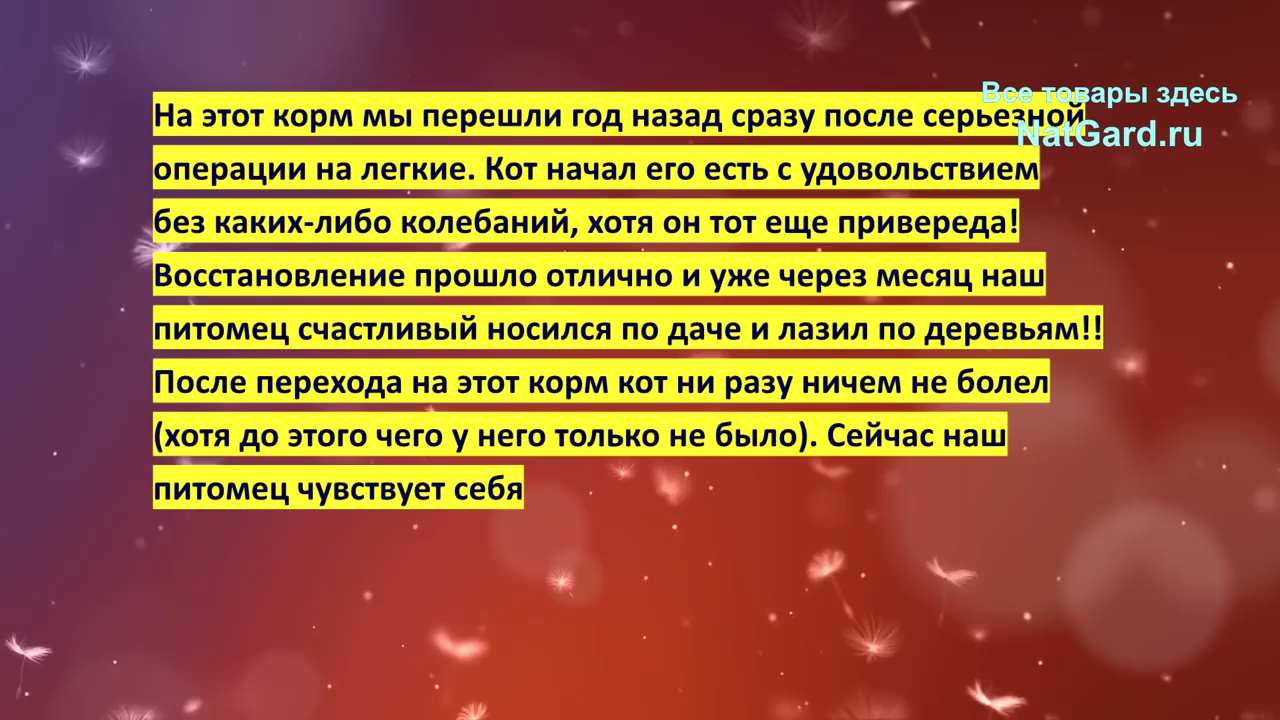 Все товары здесь
NatGard.ru
На этот корм мы перешли год назад сразу после серьезной
операции на легкие. Кот начал его есть с удовольствием
без каких-либо колебаний, хотя он тот еще привереда!
Восстановление прошло отлично и уже через месяц наш
питомец счастливый носился по даче и лазил по деревьям!!
После перехода на этот корм кот ни разу ничем не болел
(хотя до этого чего у него только не было). Сейчас наш
питомец чувствует себя